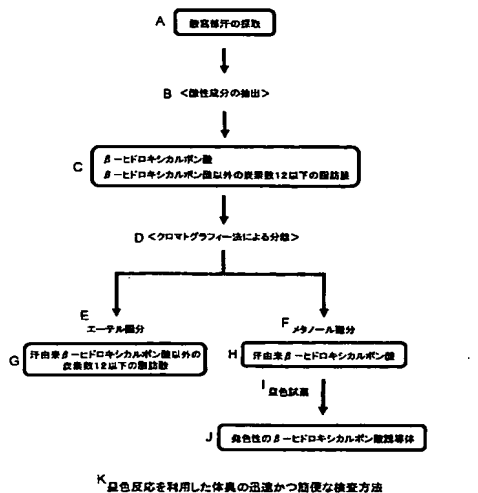 A 腋窩部汗の採取
B <酸性成分の抽出>
C β－ヒドロキシカルボン酸
β－ヒドロキシカルボン酸以外の炭素数12以下の脂肪酸
D <クロマトグラフィー法による分離>
E
エーテル画分
F
メタノール画分
G 汗由来β－ヒドロキシカルボン酸以外の
炭素数12以下の脂肪酸
H 汗由来β－ヒドロキシカルボン酸
I 呈色試薬
J 発色性のβ－ヒドロキシカルボン酸誘導体
K 呈色反応を利用した体臭の迅速かつ簡便な検査方法